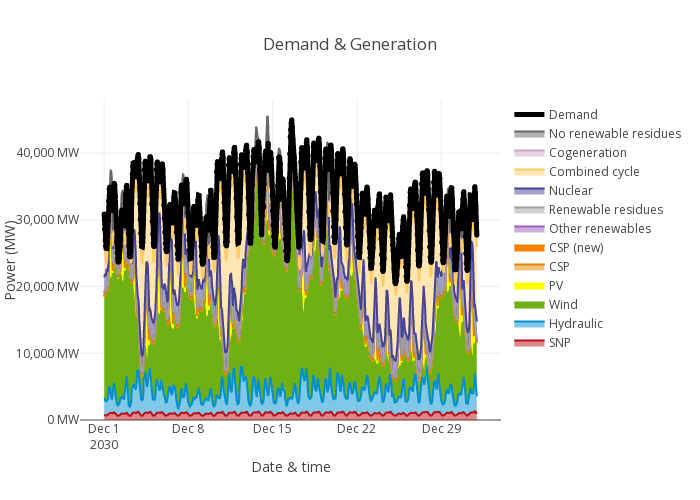 Demand & Generation
Power (MW)
40,000 MW
30,000 MW
20,000 MW
10,000 MW
0 MW
Dec 1
2030
Dec 8
Dec 15
Dec 22
Dec 29
Date & time
Demand
No renewable residues
Cogeneration
Combined cycle
Nuclear
Renewable residues
Other renewables
CSP (new)
CSP
PV
Wind
Hydraulic
SNP